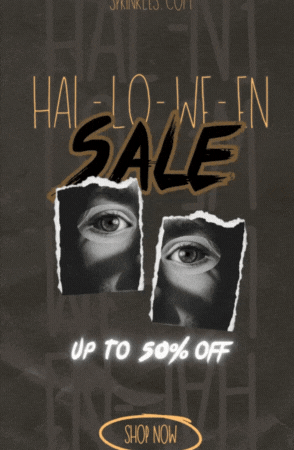 SPRINKLES.COM
HAL-LO-WE-EN
SALE
UP TO 50% OFF
SHOP NOW